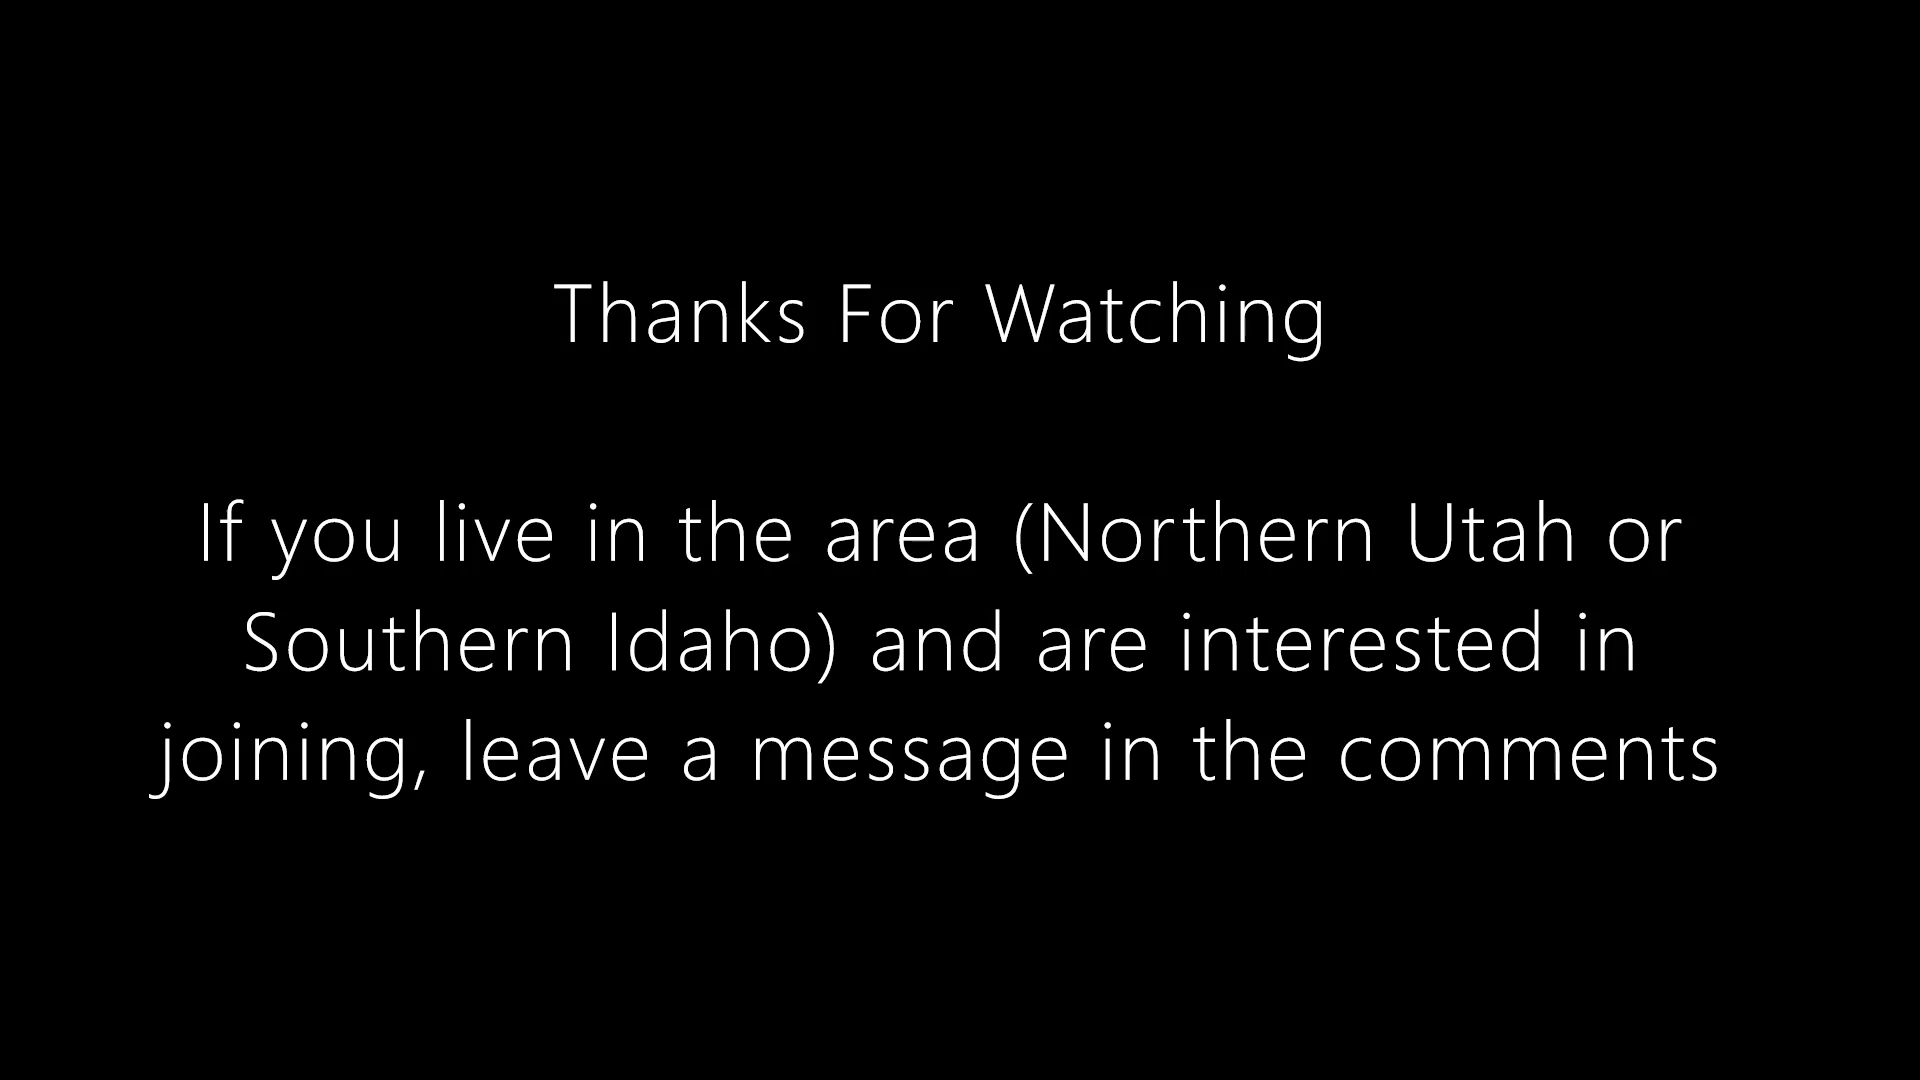 Thanks For Watching
If you live in the area (Northern Utah or
Southern Idaho) and are interested in
joining, leave a message in the comments